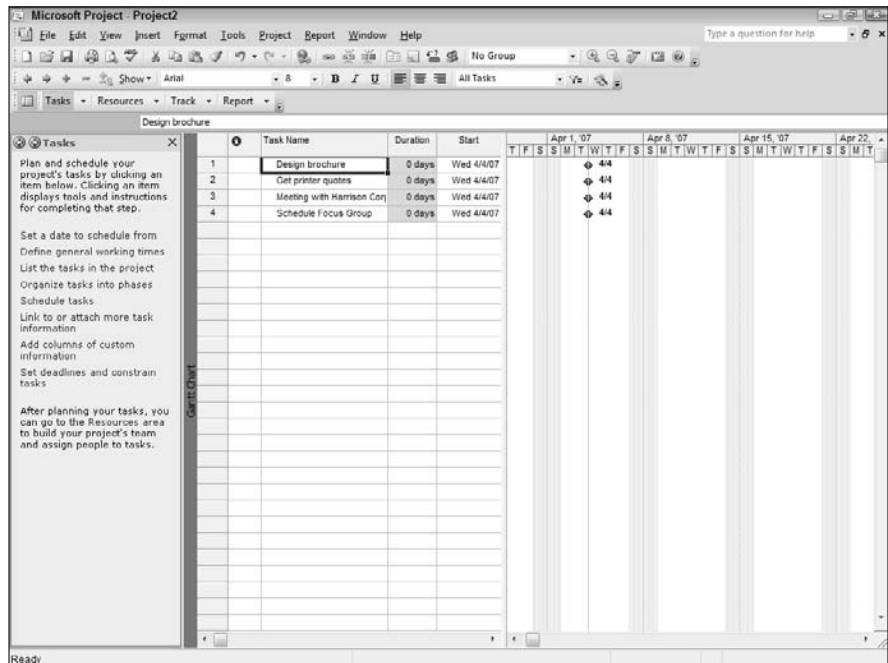 Microsoft Project - Project2
File Edit View Insert Format Tools Project Report Window Help
Type a question for help
No Group
Show Arial 8 B I U All Tasks
Tasks Resources Track Report
Design brochure
Tasks
Plan and schedule your
project's tasks by clicking an
item below. Clicking an item
displays tools and instructions
for completing that step.
Set a date to schedule from
Define general working times
List the tasks in the project
Organize tasks into phases
Schedule tasks
Link to or attach more task
information
Add columns of custom
information
Set deadlines and constrain
tasks
After planning your tasks, you
can go to the Resources area
to build your project's team
and assign people to tasks.
Gantt Chart
Task Name Duration Start
Apr 1, '07 Apr 8, '07 Apr 15, '07 Apr 22,
T F S S M T W T F S S M T W T F S S M T W T F S S M T
1 Design brochure 0 days Wed 4/4/07 4/4
2 Get printer quotes 0 days Wed 4/4/07 4/4
3 Meeting with Harrison Corp 0 days Wed 4/4/07 4/4
4 Schedule Focus Group 0 days Wed 4/4/07 4/4
Ready